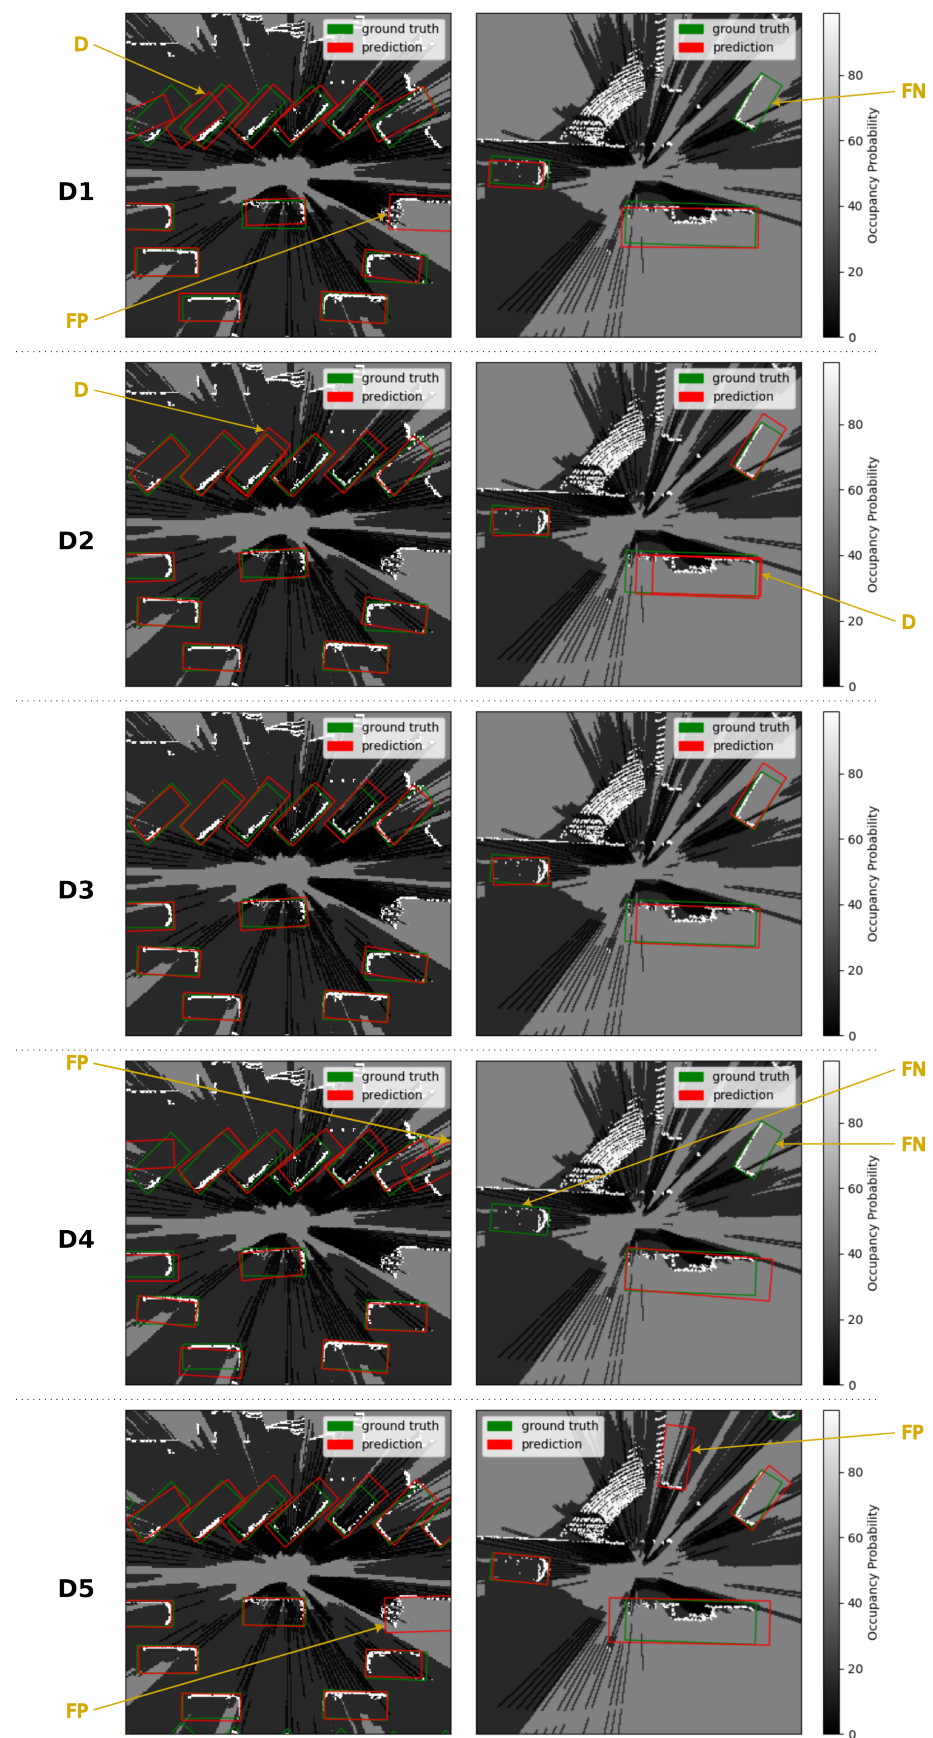 ground truth
prediction
ground truth
prediction
D
FN
D1
FP
80
60
40
20
0
Occupancy Probability
ground truth
prediction
ground truth
prediction
D
D2
D
80
60
40
20
0
Occupancy Probability
ground truth
prediction
ground truth
prediction
D3
80
60
40
20
0
Occupancy Probability
FP
ground truth
prediction
ground truth
prediction
FN
FN
D4
80
60
40
20
0
Occupancy Probability
ground truth
prediction
ground truth
prediction
FP
D5
FP
80
60
40
20
0
Occupancy Probability